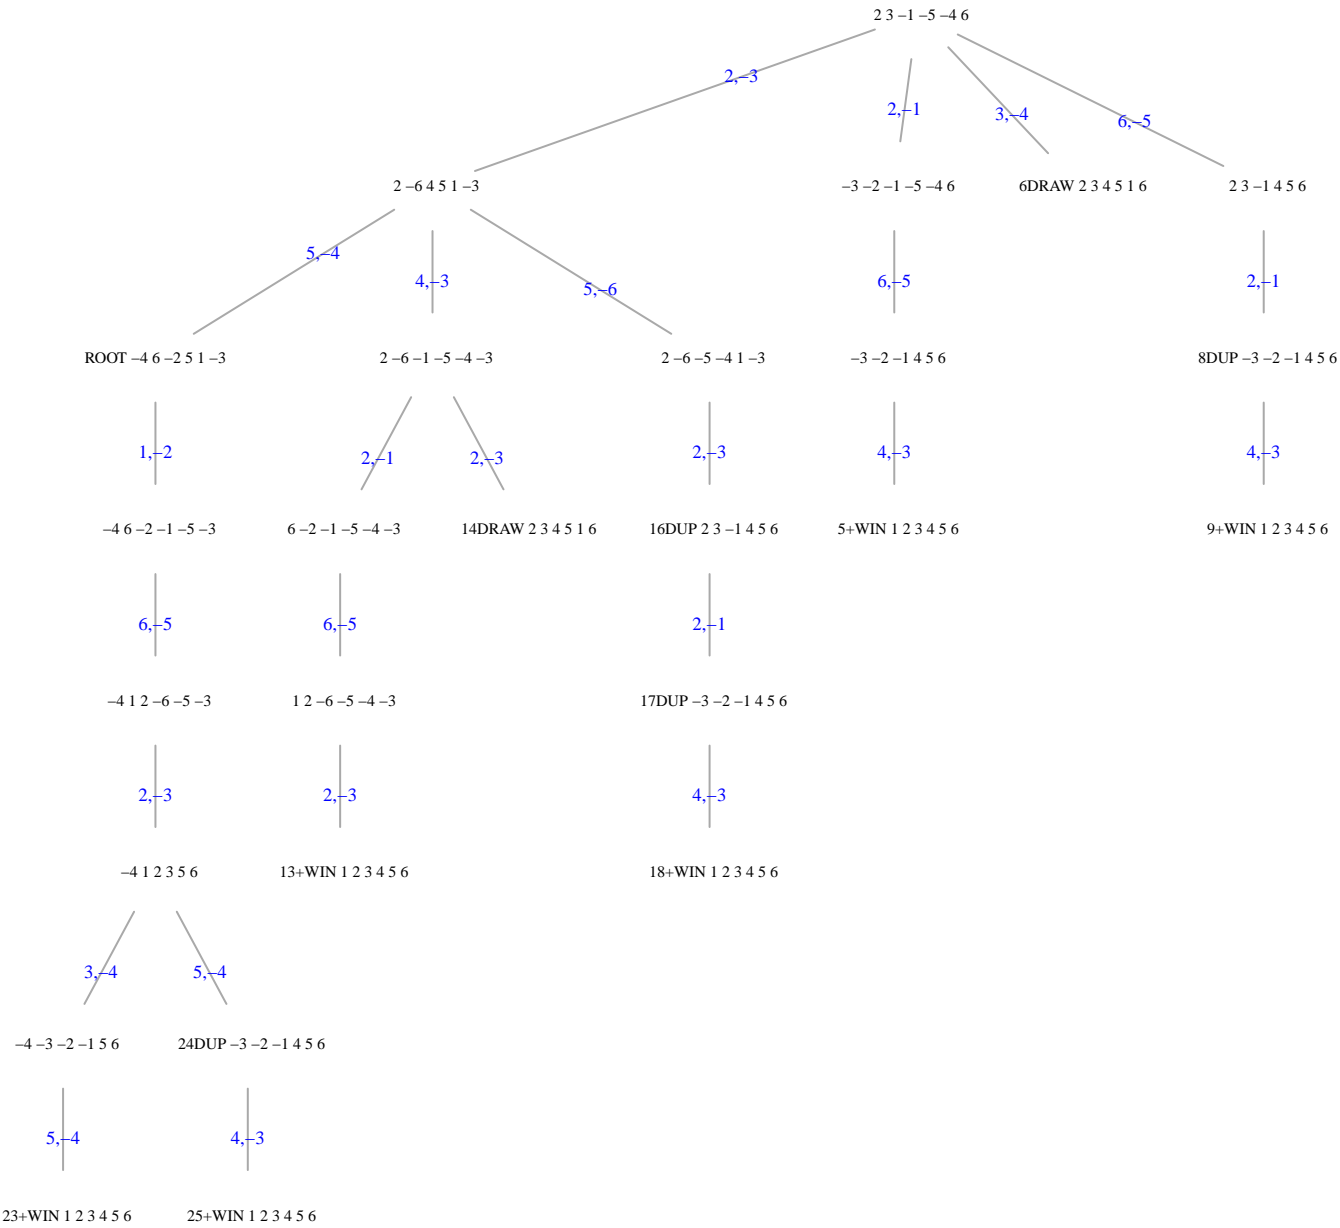 2 3 −1 −5 −4 6
2,−3
2,−1
3,−4
6,−5
2 −6 4 5 1 −3
−3 −2 −1 −5 −4 6
6DRAW 2 3 4 5 1 6
2 3 −1 4 5 6
5,−4
4,−3
5,−6
6,−5
2,−1
ROOT −4 6 −2 5 1 −3
2 −6 −1 −5 −4 −3
2 −6 −5 −4 1 −3
−3 −2 −1 4 5 6
8DUP −3 −2 −1 4 5 6
1,−2
2,−1
2,−3
2,−3
4,−3
4,−3
−4 6 −2 −1 −5 −3
6 −2 −1 −5 −4 −3
14DRAW 2 3 4 5 1 6
16DUP 2 3 −1 4 5 6
5+WIN 1 2 3 4 5 6
9+WIN 1 2 3 4 5 6
6,−5
6,−5
2,−1
−4 1 2 −6 −5 −3
1 2 −6 −5 −4 −3
17DUP −3 −2 −1 4 5 6
2,−3
2,−3
4,−3
−4 1 2 3 5 6
13+WIN 1 2 3 4 5 6
18+WIN 1 2 3 4 5 6
3,−4
5,−4
−4 −3 −2 −1 5 6
24DUP −3 −2 −1 4 5 6
5,−4
4,−3
23+WIN 1 2 3 4 5 6
25+WIN 1 2 3 4 5 6